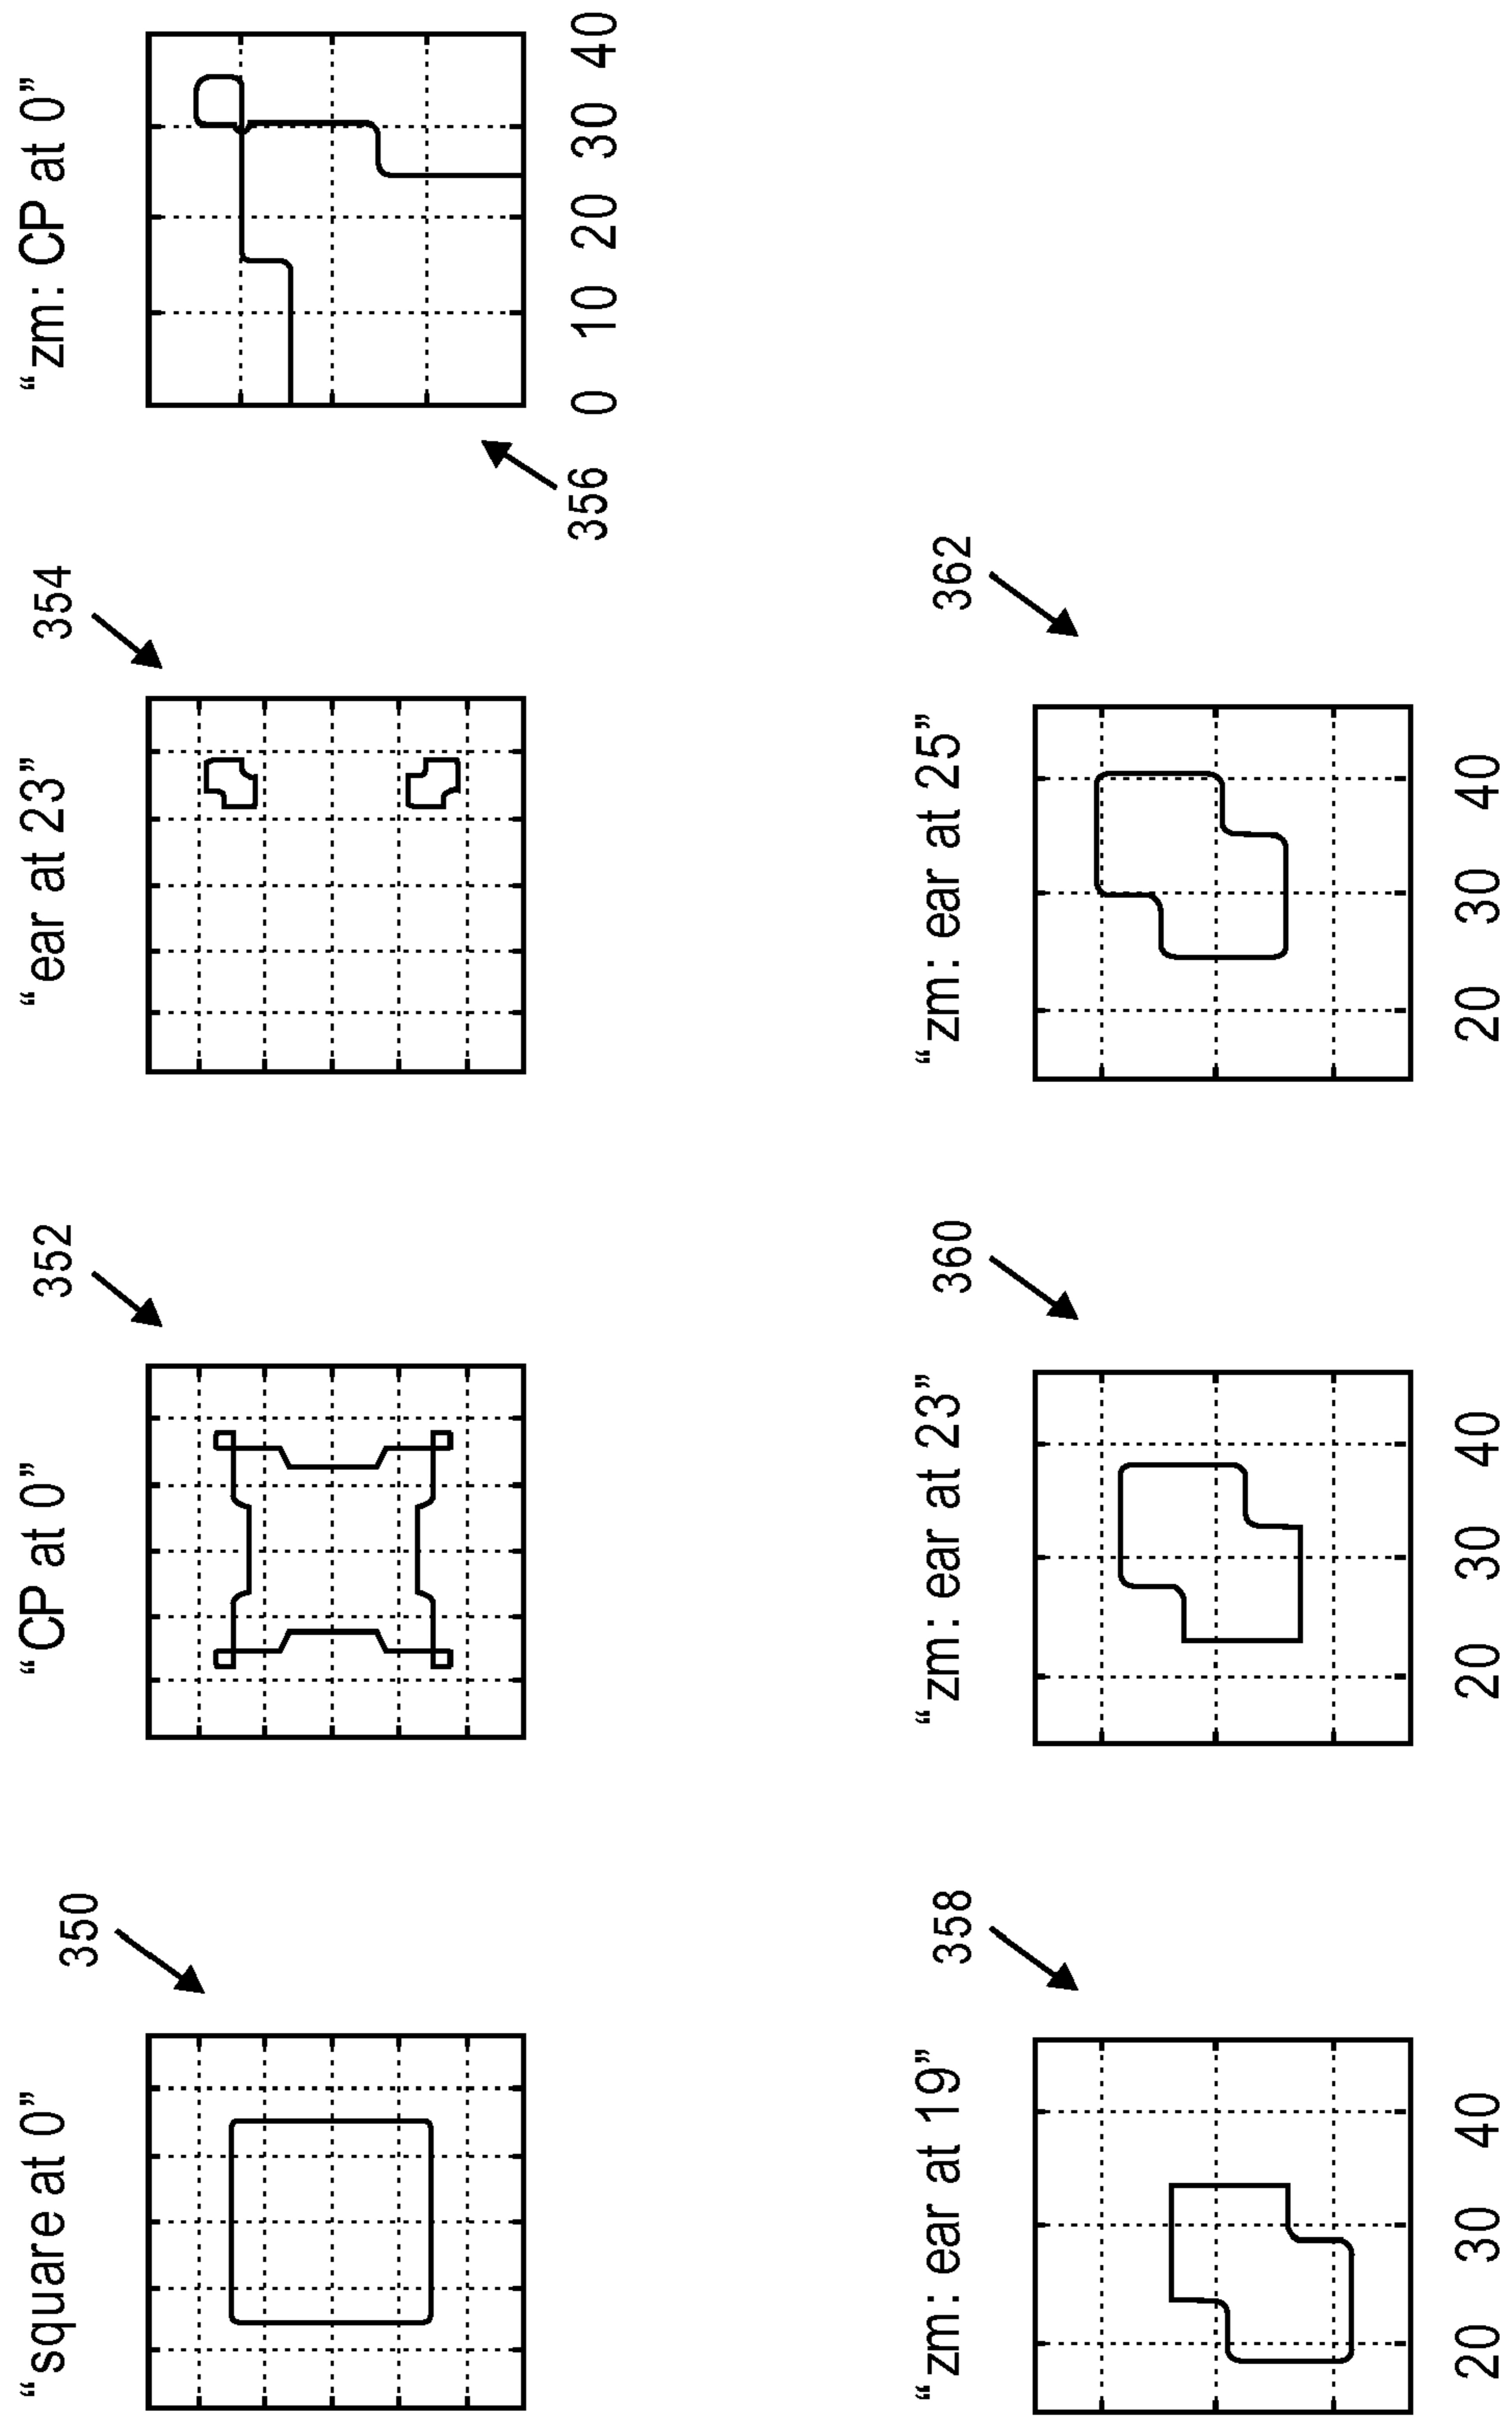 “square at 0”
350
“CP at 0”
352
“ear at 23”
354
“zm: CP at 0”
0 10 20 30 40
356
“zm: ear at 19”
358
20 30 40
“zm: ear at 23”
360
20 30 40
“zm: ear at 25”
362
20 30 40